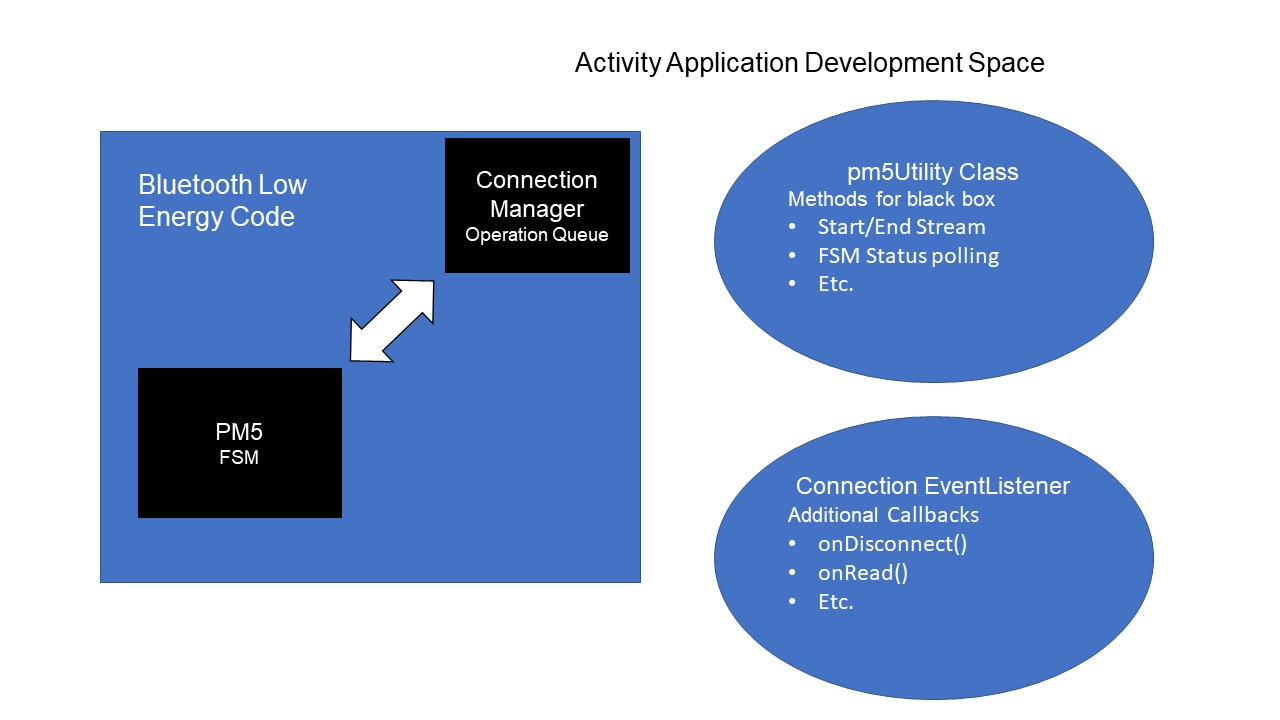 Activity Application Development Space
Bluetooth Low
Energy Code
Connection
Manager
Operation Queue
PM5
FSM
pm5Utility Class
Methods for black box
• Start/End Stream
• FSM Status polling
• Etc.
Connection EventListener
Additional Callbacks
• onDisconnect()
• onRead()
• Etc.